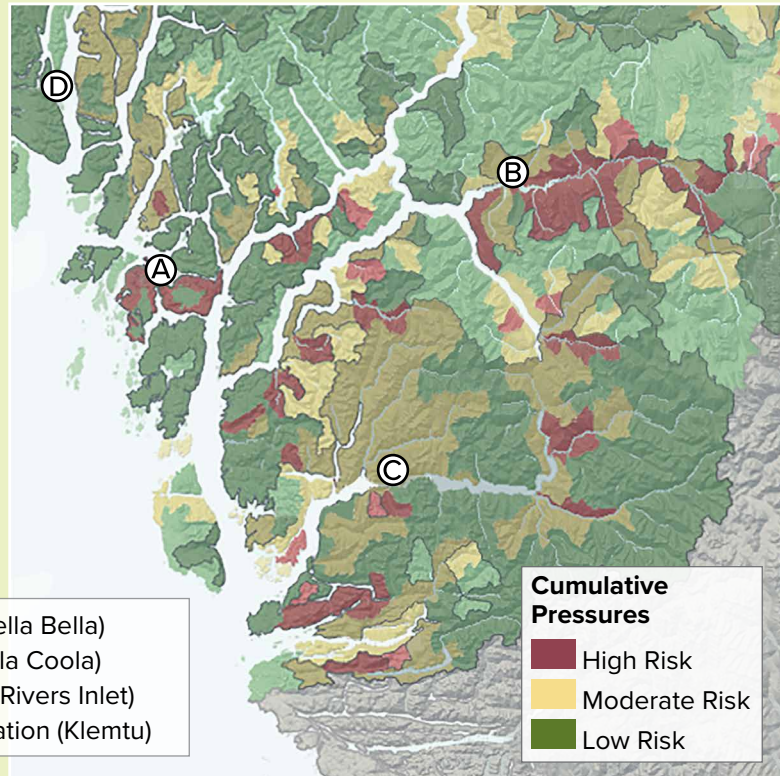 D
B
A
C
ella Bella)
la Coola)
Rivers Inlet)
ation (Klemtu)
Cumulative
Pressures
High Risk
Moderate Risk
Low Risk